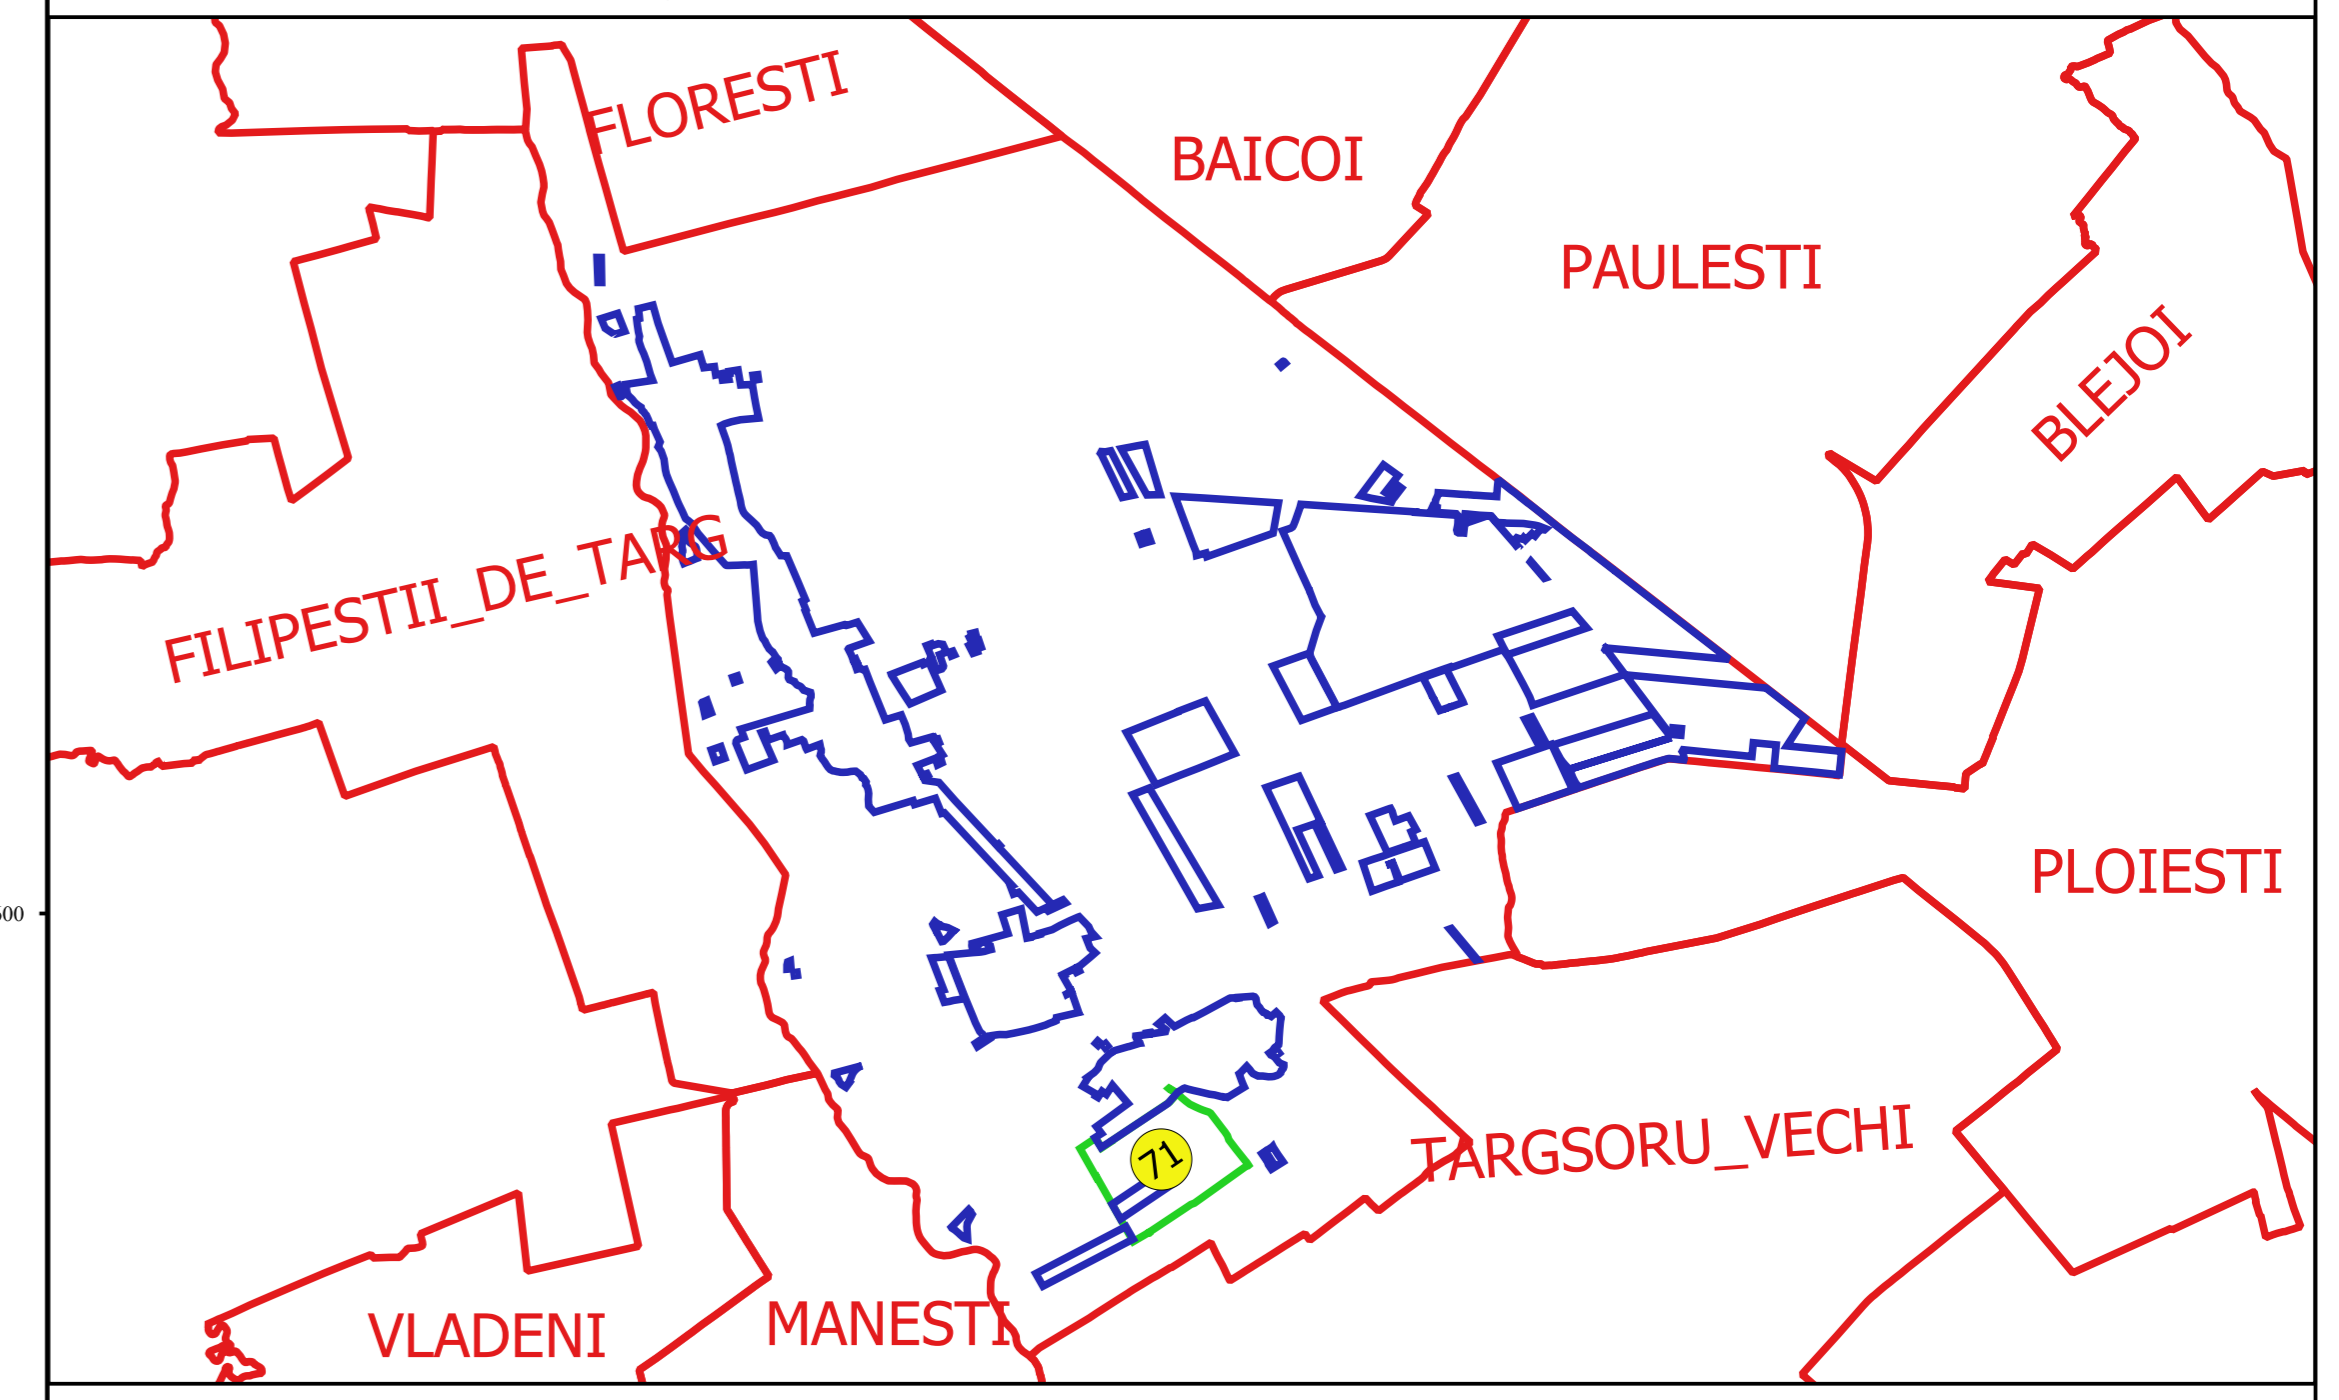 FLORESTI
BAICOI
PAULESTI
BLEJOI
FILIPESTII_DE_TARG
PLOIESTI
TARGSORU_VECHI
71
VLADENI
MANESTI